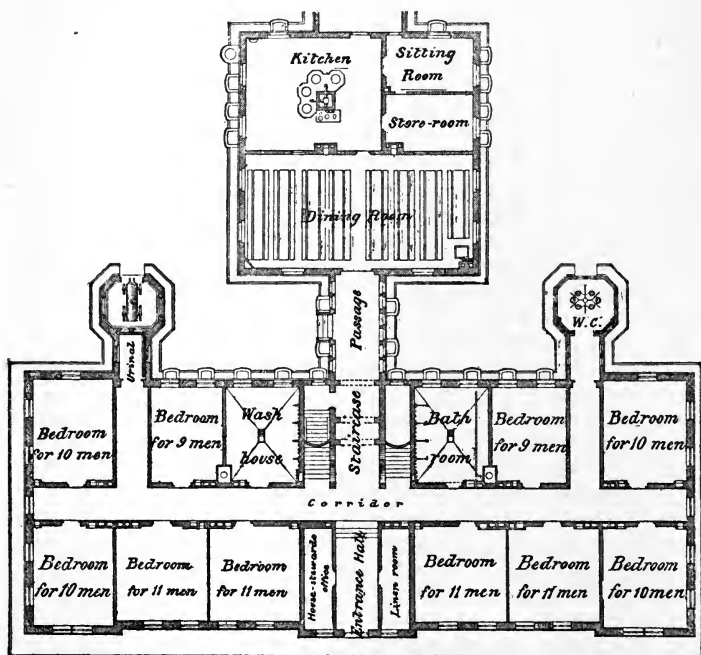 Kitchen
Sitting
Room
Store-room
Dining Room
Passage
W.C.
Urinal
Bedroom
for 10 men
Bedroom
for 9 men
Wash
house
Staircase
Bath
room
Bedroom
for 9 men
Bedroom
for 10 men
Corridor
Bedroom
for 10 men
Bedroom
for 11 men
Bedroom
for 11 men
House-stewards
office
Entrance Hall
Linen room
Bedroom
for 11 men
Bedroom
for 11 men
Bedroom
for 10 men